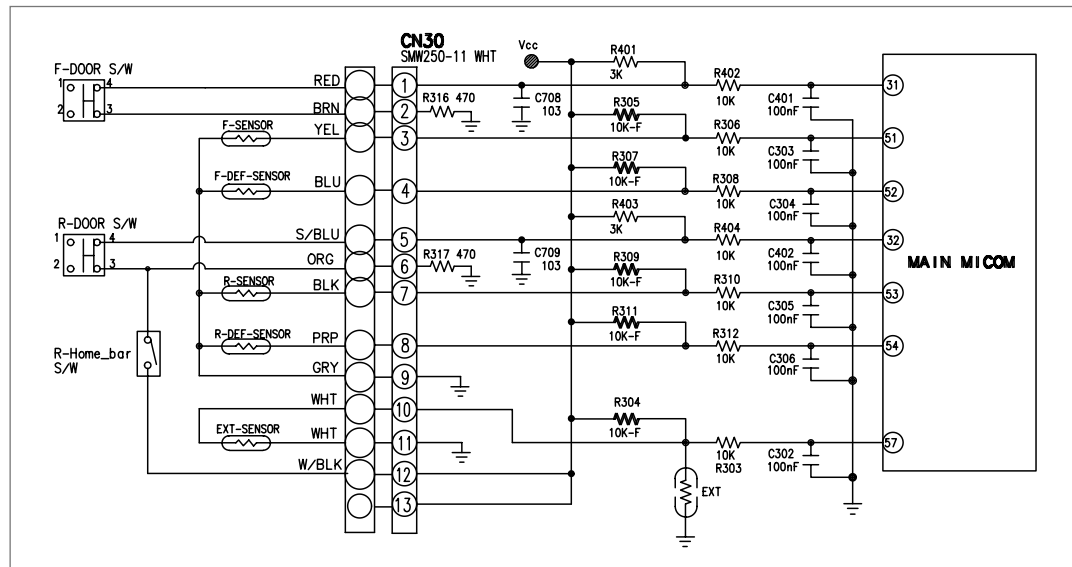 CN30
SMW250-11 WHT
Vcc
F-DOOR S/W
1 4
2 3
RED
BRN
F-SENSOR
YEL
F-DEF-SENSOR
BLU
R-DOOR S/W
1 4
2 3
S/BLU
ORG
R-SENSOR
BLK
R-DEF-SENSOR
PRP
R-Home_bar
S/W
GRY
WHT
EXT-SENSOR
WHT
W/BLK
1
2
3
4
5
6
7
8
9
10
11
12
13
R316 470
R317 470
C708
103
C709
103
R401
3K
R305
10K-F
R307
10K-F
R403
3K
R309
10K-F
R311
10K-F
R304
10K-F
R402
10K
R306
10K
R308
10K
R404
10K
R310
10K
R312
10K
10K
R303
EXT
C401
100nF
C303
100nF
C304
100nF
C402
100nF
C305
100nF
C306
100nF
C302
100nF
31
51
52
32
53
54
57
MAIN MICOM